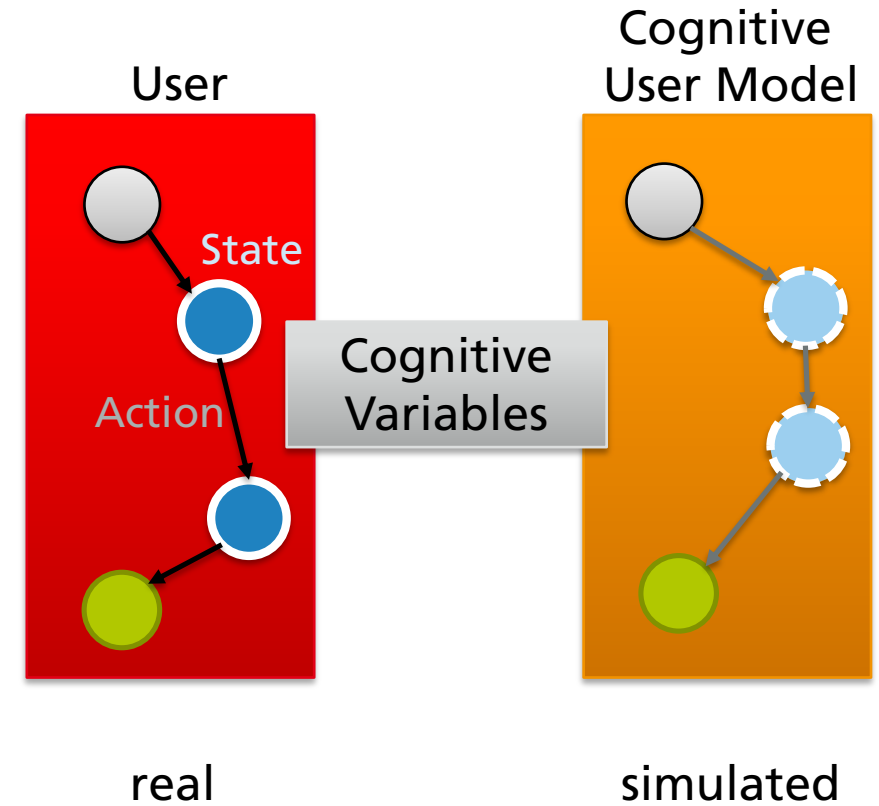 User
Cognitive
User Model
State
Action
Cognitive
Variables
real
simulated